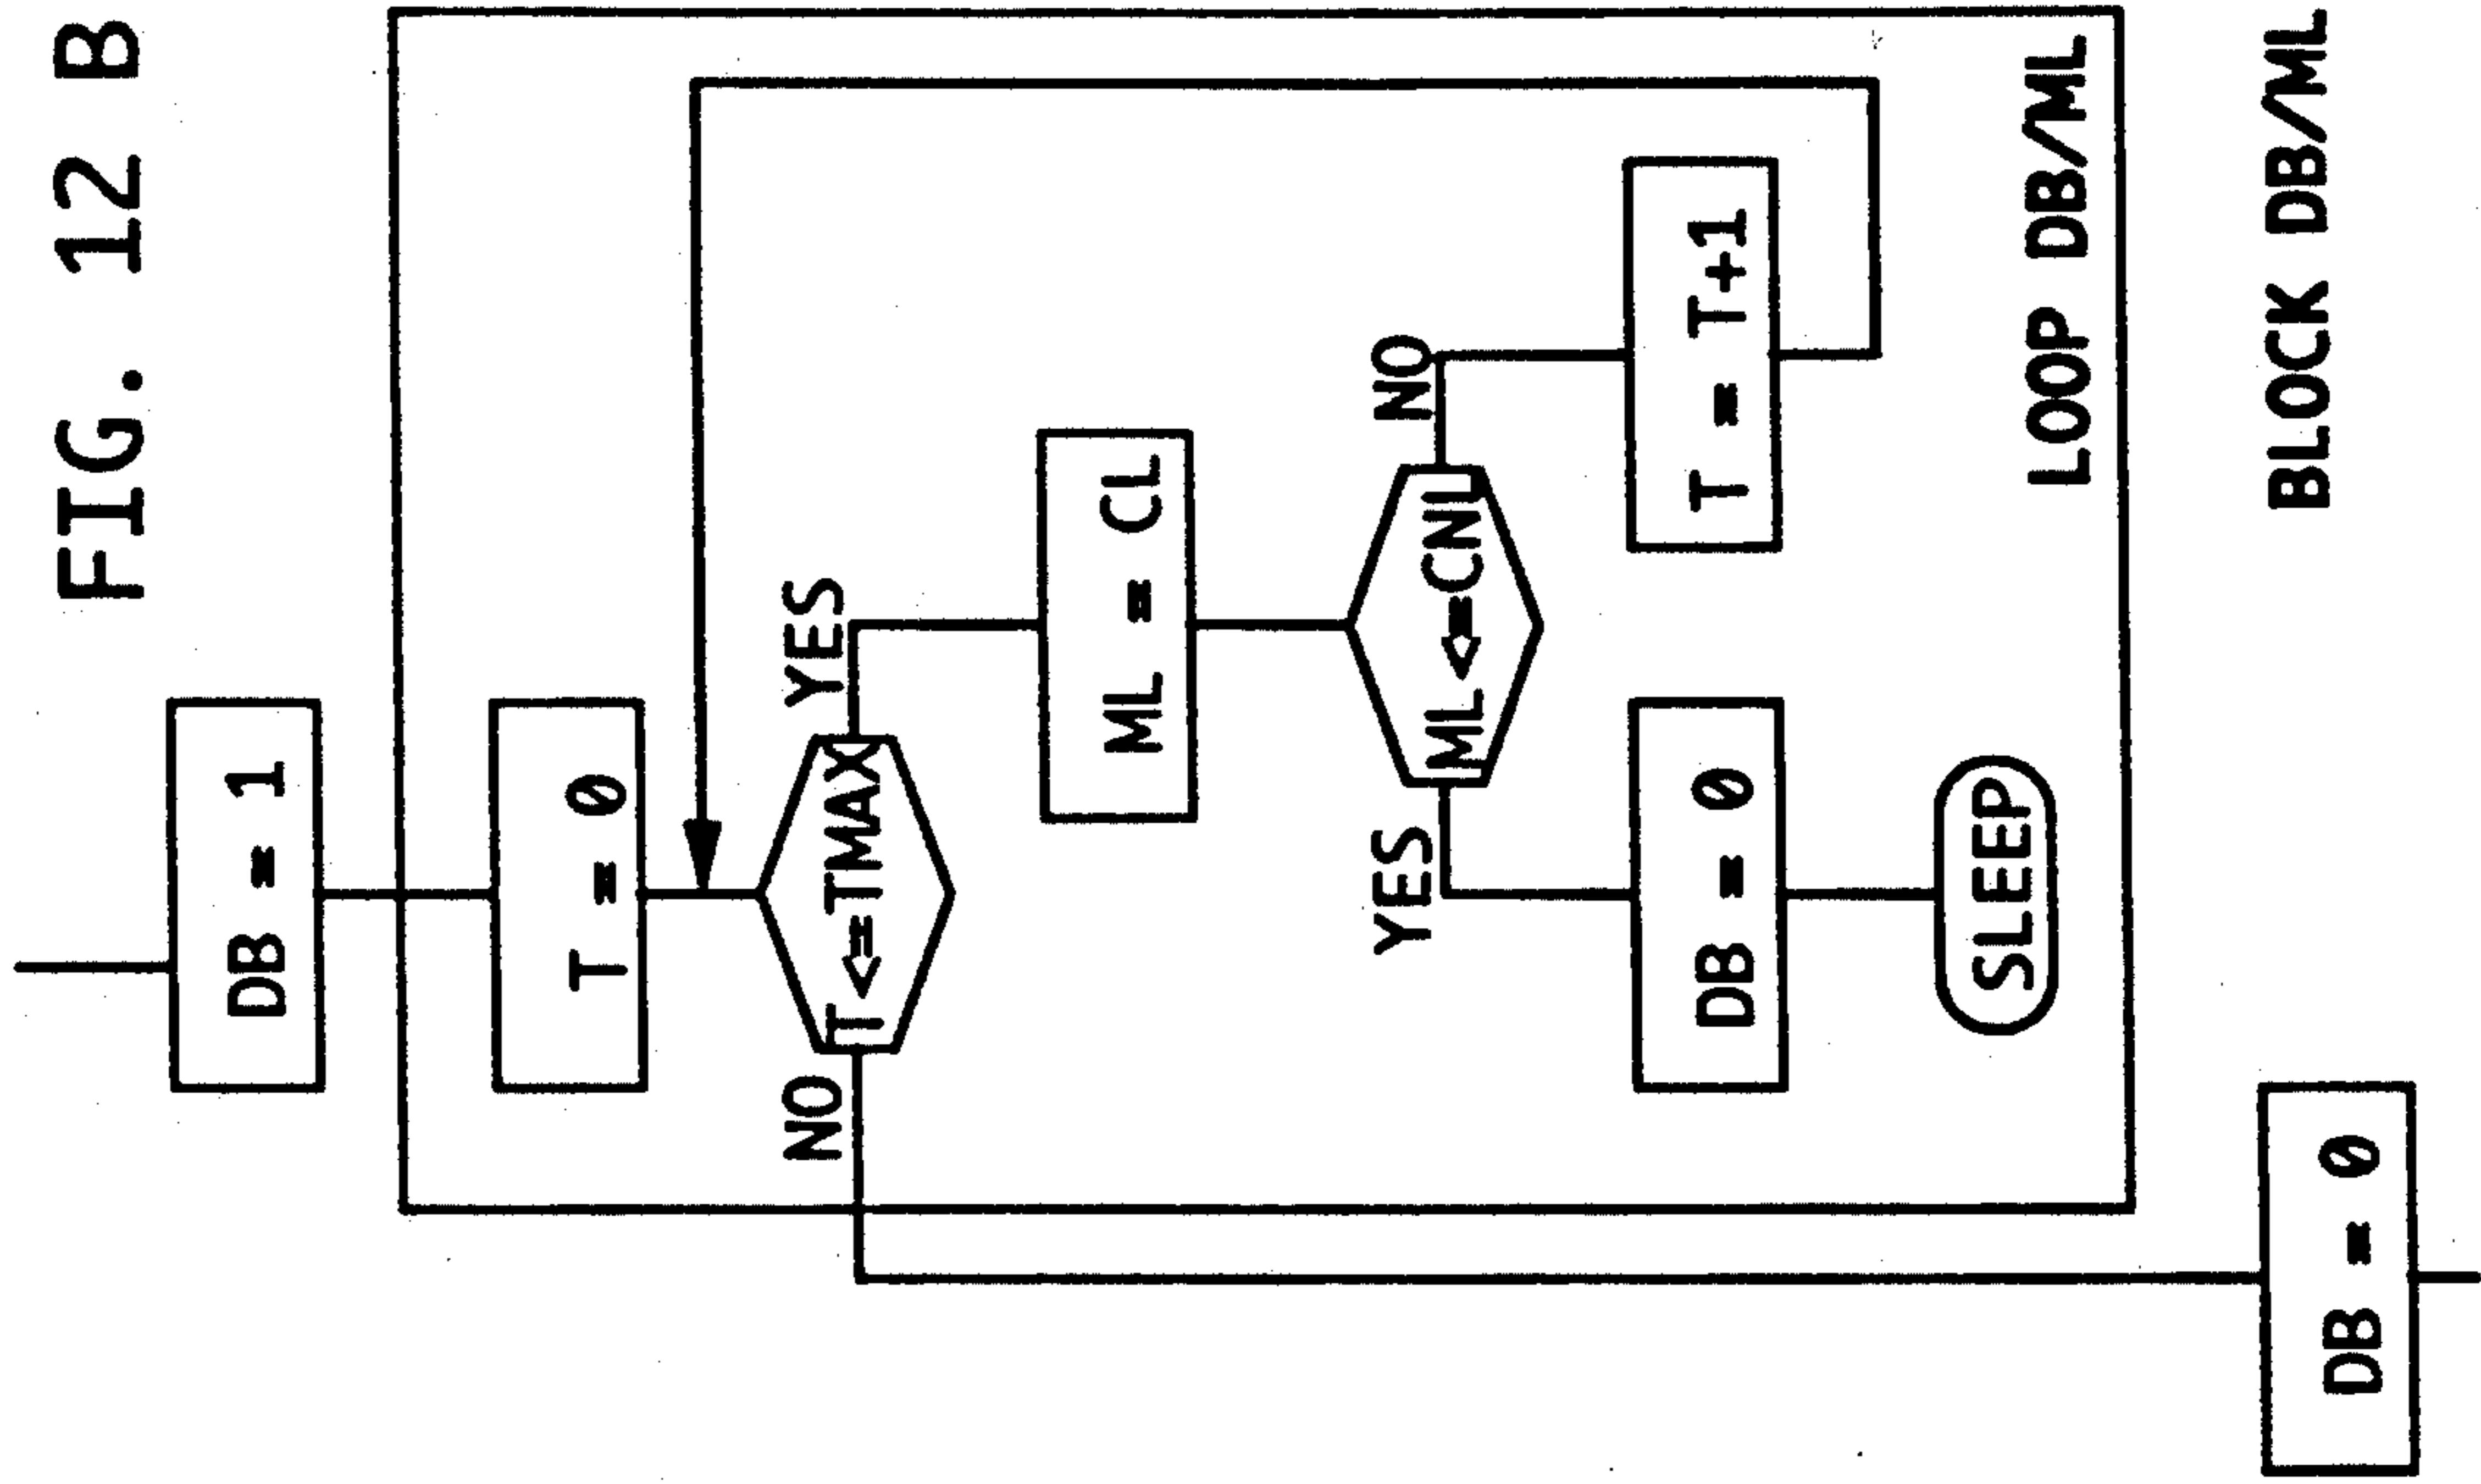 FIG. 12 B
DB = 1
T = 0
T <= TMAX
NO
YES
ML = CL
ML <= CNL
YES
NO
DB = 0
T = T+1
SLEEP
LOOP DB/ML
BLOCK DB/ML
DB = 0